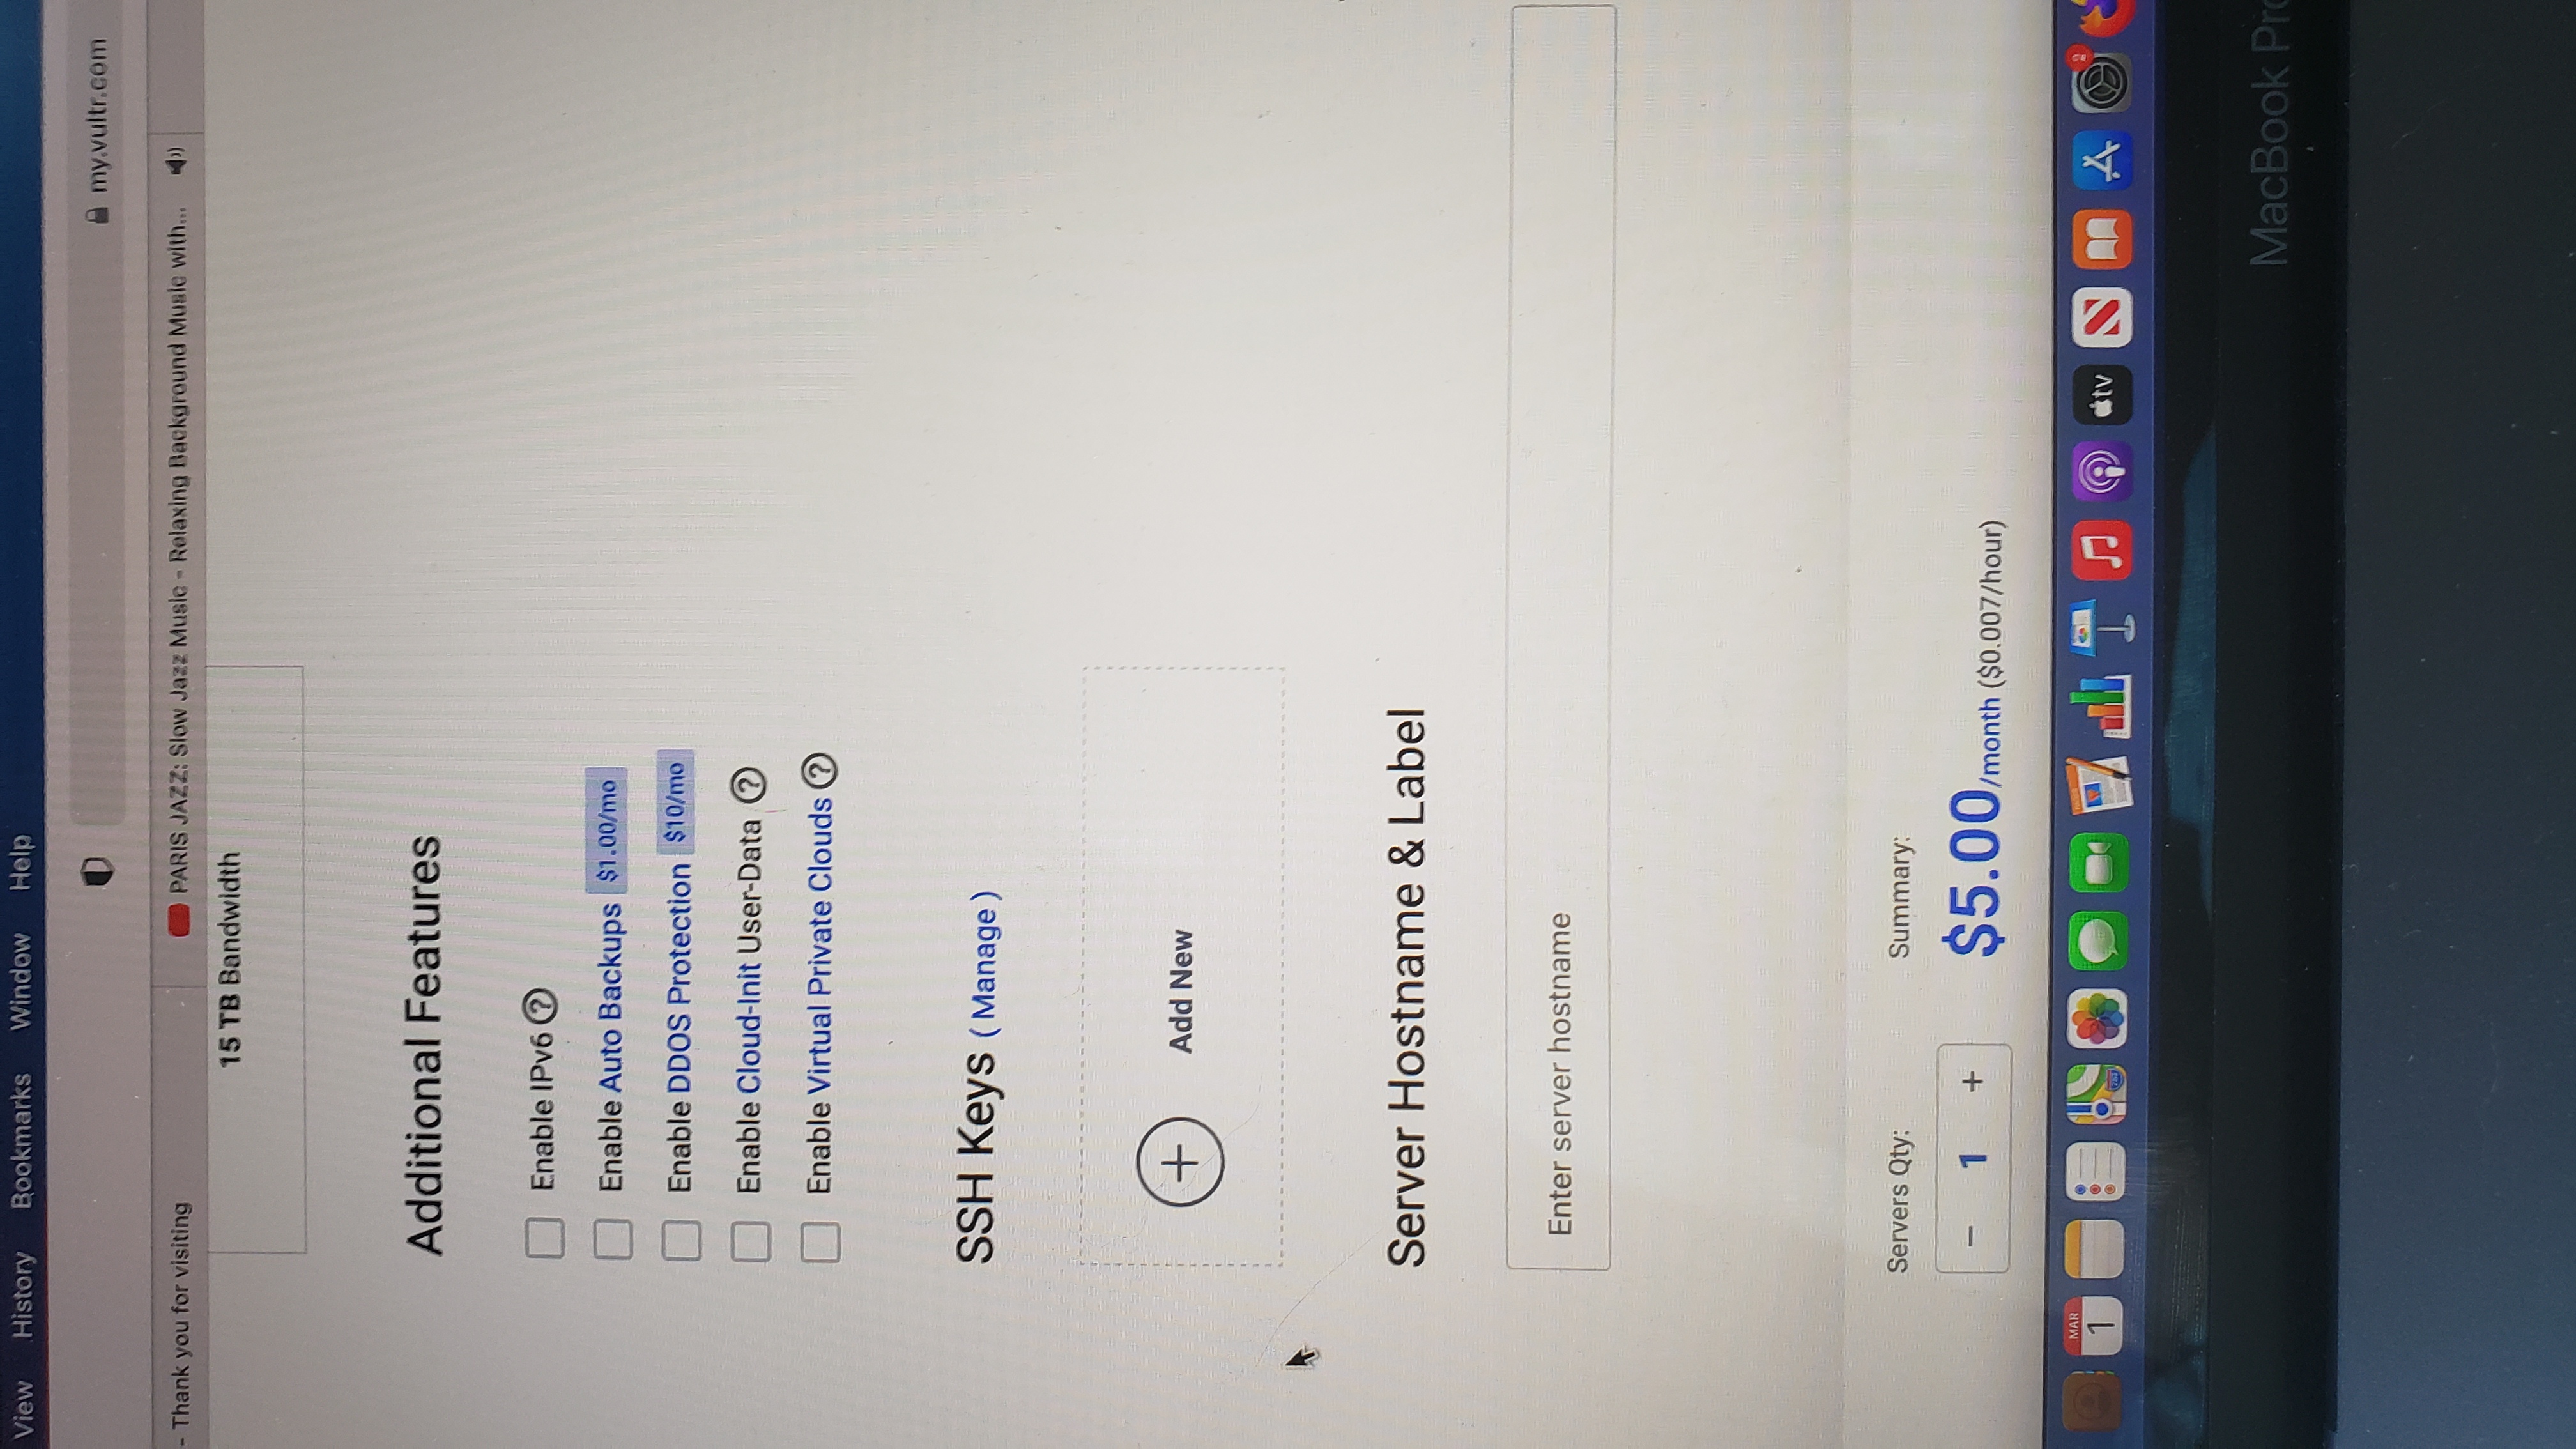 View History Bookmarks Window Help
my.vultr.com
- Thank you for visiting
PARIS JAZZ: Slow Jazz Music - Relaxing Background Music with...
15 TB Bandwidth
Additional Features
Enable IPv6 ?
Enable Auto Backups $1.00/mo
Enable DDOS Protection $10/mo
Enable Cloud-Init User-Data ?
Enable Virtual Private Clouds ?
SSH Keys ( Manage )
+ Add New
Server Hostname & Label
Enter server hostname
Servers Qty:
Summary:
− 1 +
$5.00/month ($0.007/hour)
MAR
1
tv
2
MacBook Pro